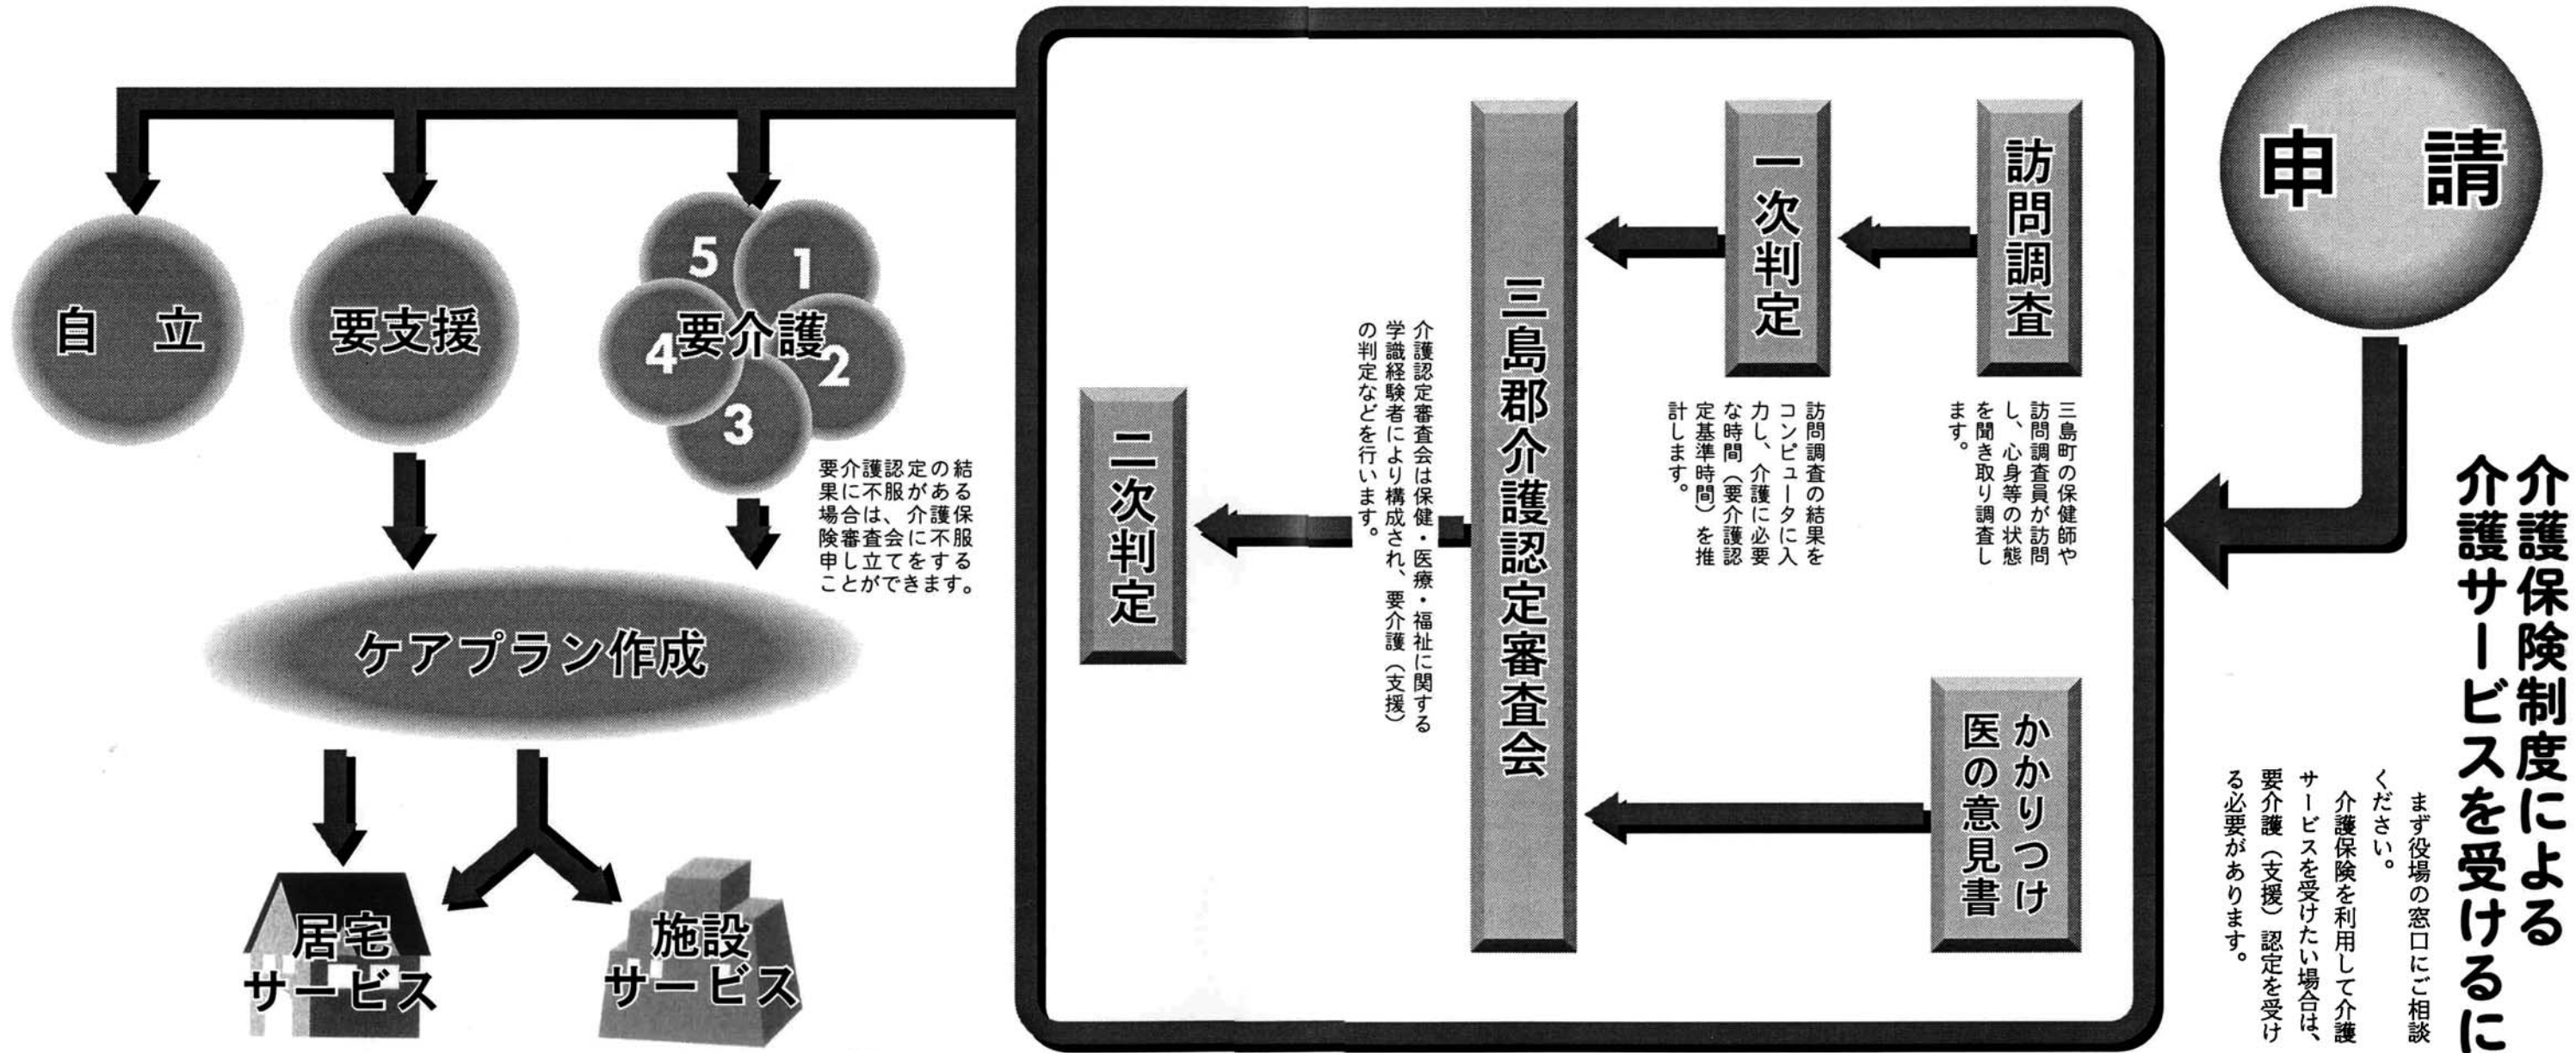 介護保険制度による
介護サービスを受けるに
まず役場の窓口にご相談
ください。
介護保険を利用して介護
サービスを受けたい場合は、
要介護（支援）認定を受け
る必要があります。
申請
訪問調査
三島町の保健師や
訪問調査員が訪問
し、心身等の状態
を聞き取り調査し
ます。
一次判定
訪問調査の結果を
コンピュータに入
力し、介護に必要
な時間（要介護認
定基準時間）を推
計します。
かかりつけ
医の意見書
三島郡介護認定審査会
介護認定審査会は保健・医療・福祉に関する
学識経験者により構成され、要介護（支援）
の判定などを行います。
二次判定
要介護
1
2
3
4
5
要支援
自立
要介護認定の結
果に不服がある
場合は、介護保
険審査会に不服
申し立てをする
ことができます。
ケアプラン作成
居宅
サービス
施設
サービス